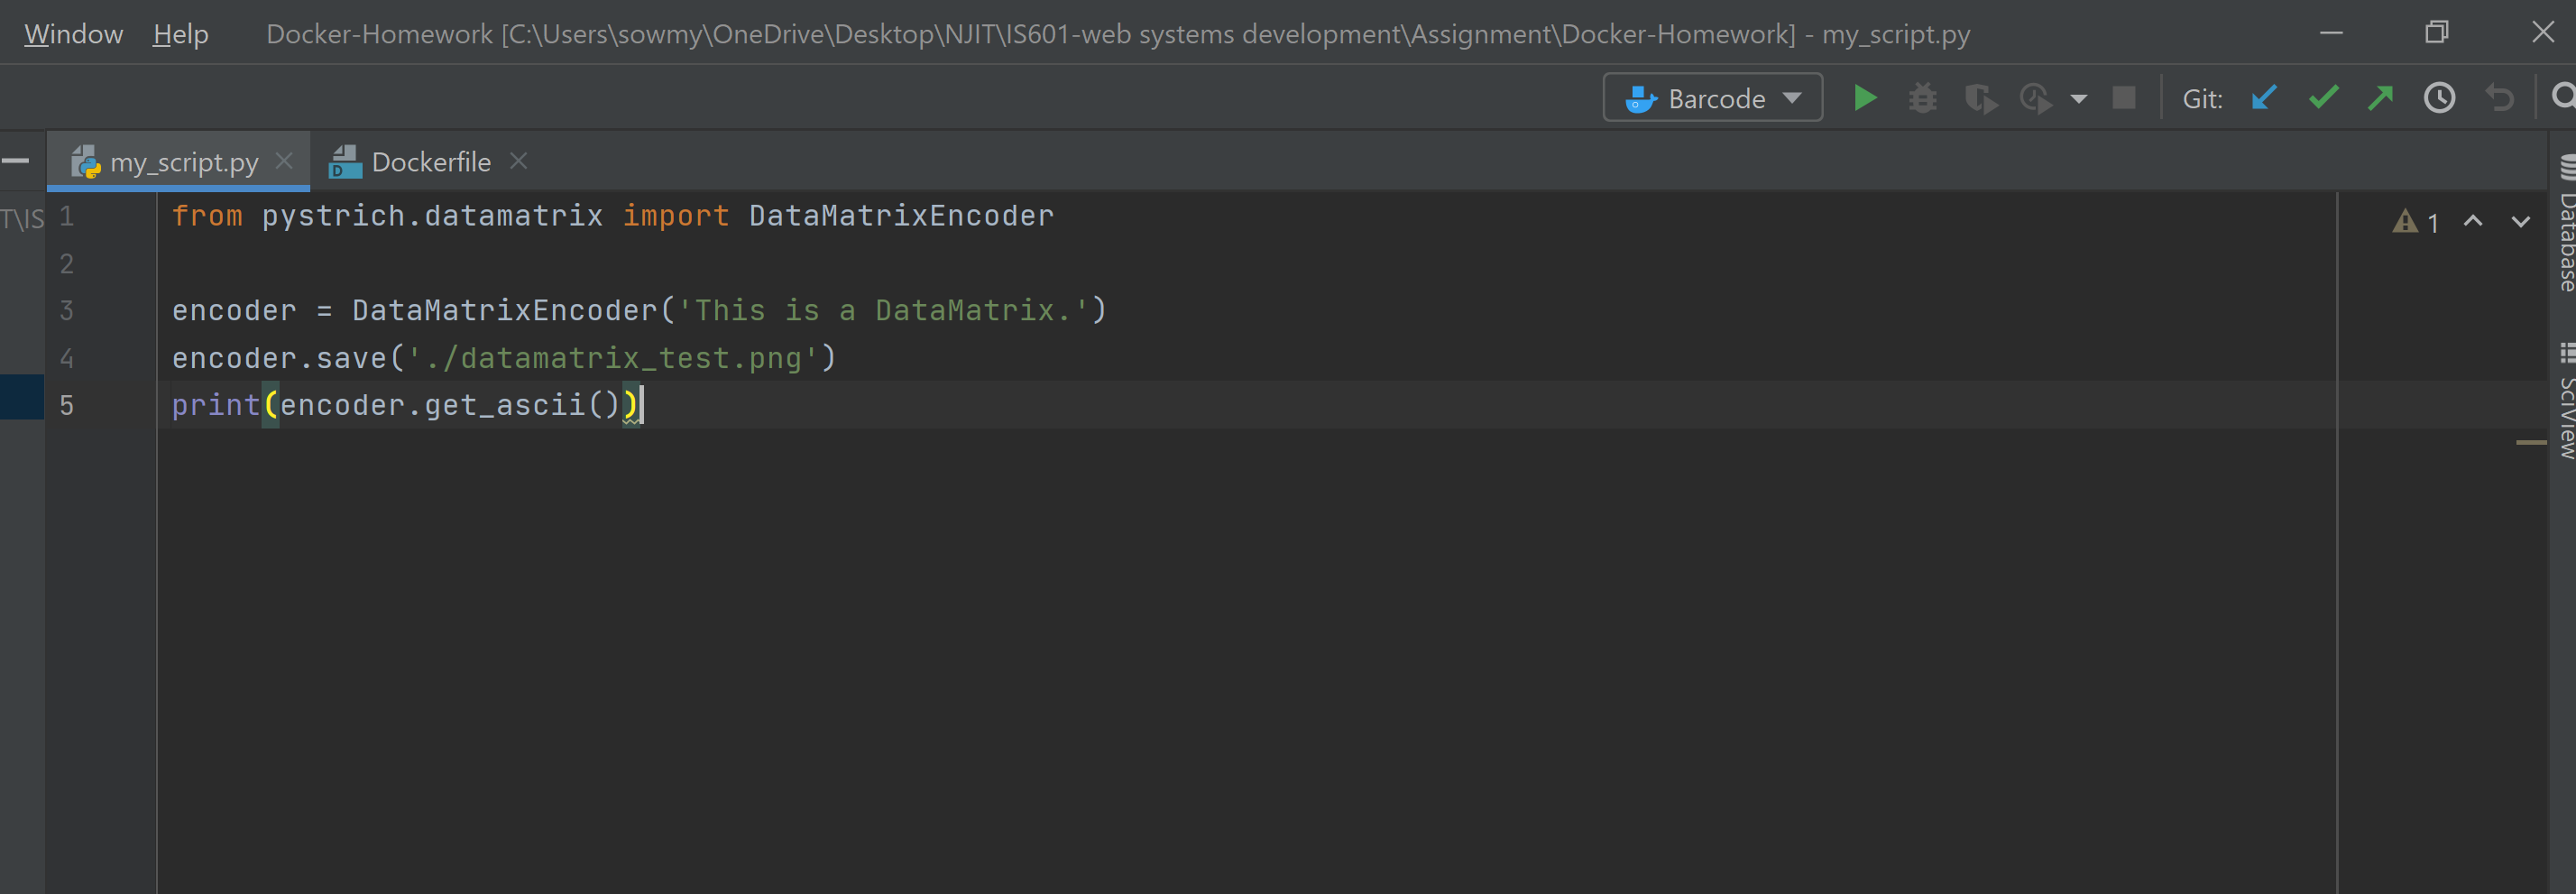 Window Help Docker-Homework [C:\Users\sowmy\OneDrive\Desktop\NJIT\IS601-web systems development\Assignment\Docker-Homework] - my_script.py
Barcode Git:
my_script.py Dockerfile
T\IS
1 from pystrich.datamatrix import DataMatrixEncoder
2
3 encoder = DataMatrixEncoder('This is a DataMatrix.')
4 encoder.save('./datamatrix_test.png')
5 print(encoder.get_ascii())
1
Database
SciView